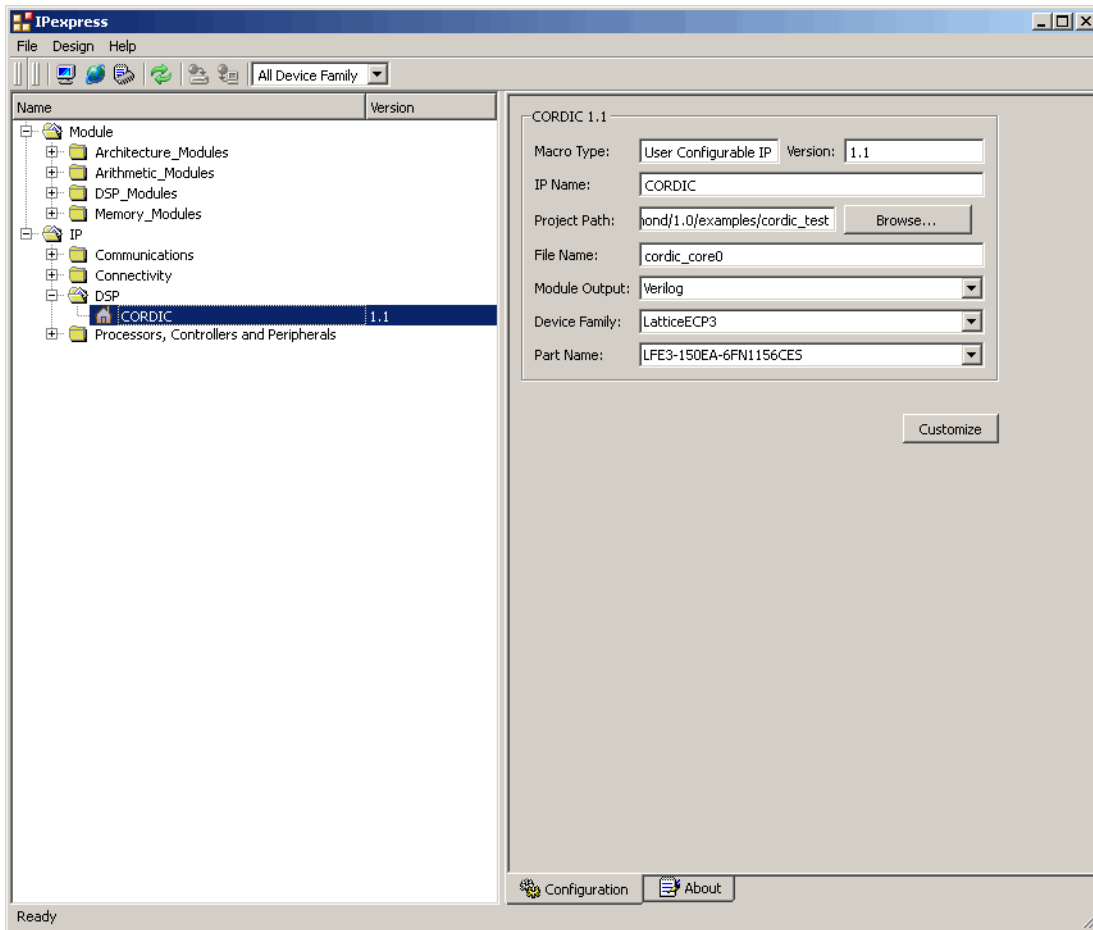 IPexpress
File Design Help
All Device Family
Name Version
Module
Architecture_Modules
Arithmetic_Modules
DSP_Modules
Memory_Modules
IP
Communications
Connectivity
DSP
CORDIC 1.1
Processors, Controllers and Peripherals
CORDIC 1.1
Macro Type: User Configurable IP Version: 1.1
IP Name: CORDIC
Project Path: nond/1.0/examples/cordic_test Browse...
File Name: cordic_core0
Module Output: Verilog
Device Family: LatticeECP3
Part Name: LFE3-150EA-6FN1156CES
Customize
Configuration About
Ready